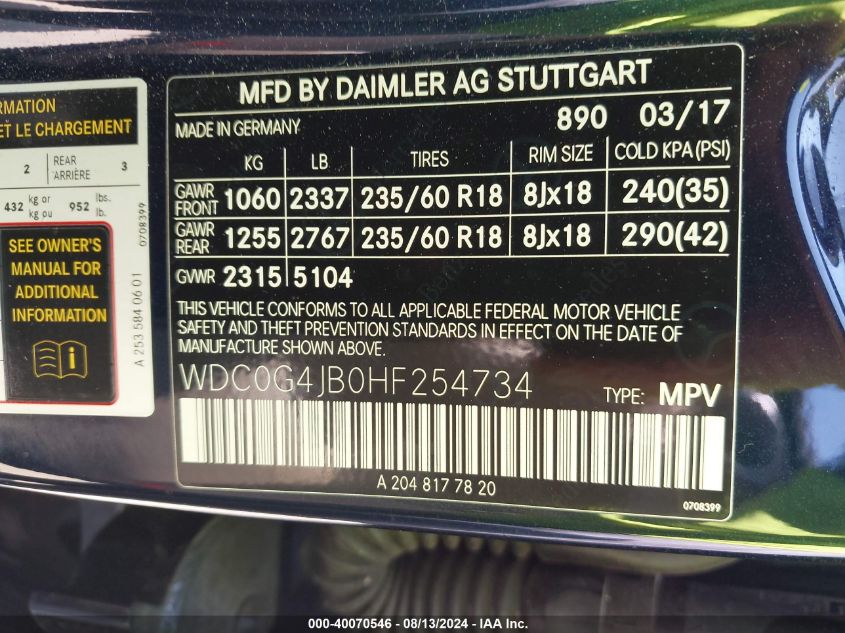 RMATION
ET LE CHARGEMENT
2 REAR ARRIÈRE 3
432 kg or kg ou 952 lbs. lb.
SEE OWNER'S
MANUAL FOR
ADDITIONAL
INFORMATION
0708399
A 253 584 06 01
MFD BY DAIMLER AG STUTTGART
MADE IN GERMANY 890 03/17
KG LB TIRES RIM SIZE COLD KPA (PSI)
GAWR FRONT 1060 2337 235/60 R18 8Jx18 240(35)
GAWR REAR 1255 2767 235/60 R18 8Jx18 290(42)
GVWR 2315 5104
THIS VEHICLE CONFORMS TO ALL APPLICABLE FEDERAL MOTOR VEHICLE
SAFETY AND THEFT PREVENTION STANDARDS IN EFFECT ON THE DATE OF
MANUFACTURE SHOWN ABOVE.
WDC0G4JB0HF254734 TYPE: MPV
A 204 817 78 20
0708399
000-40070546 - 08/13/2024 - IAA Inc.